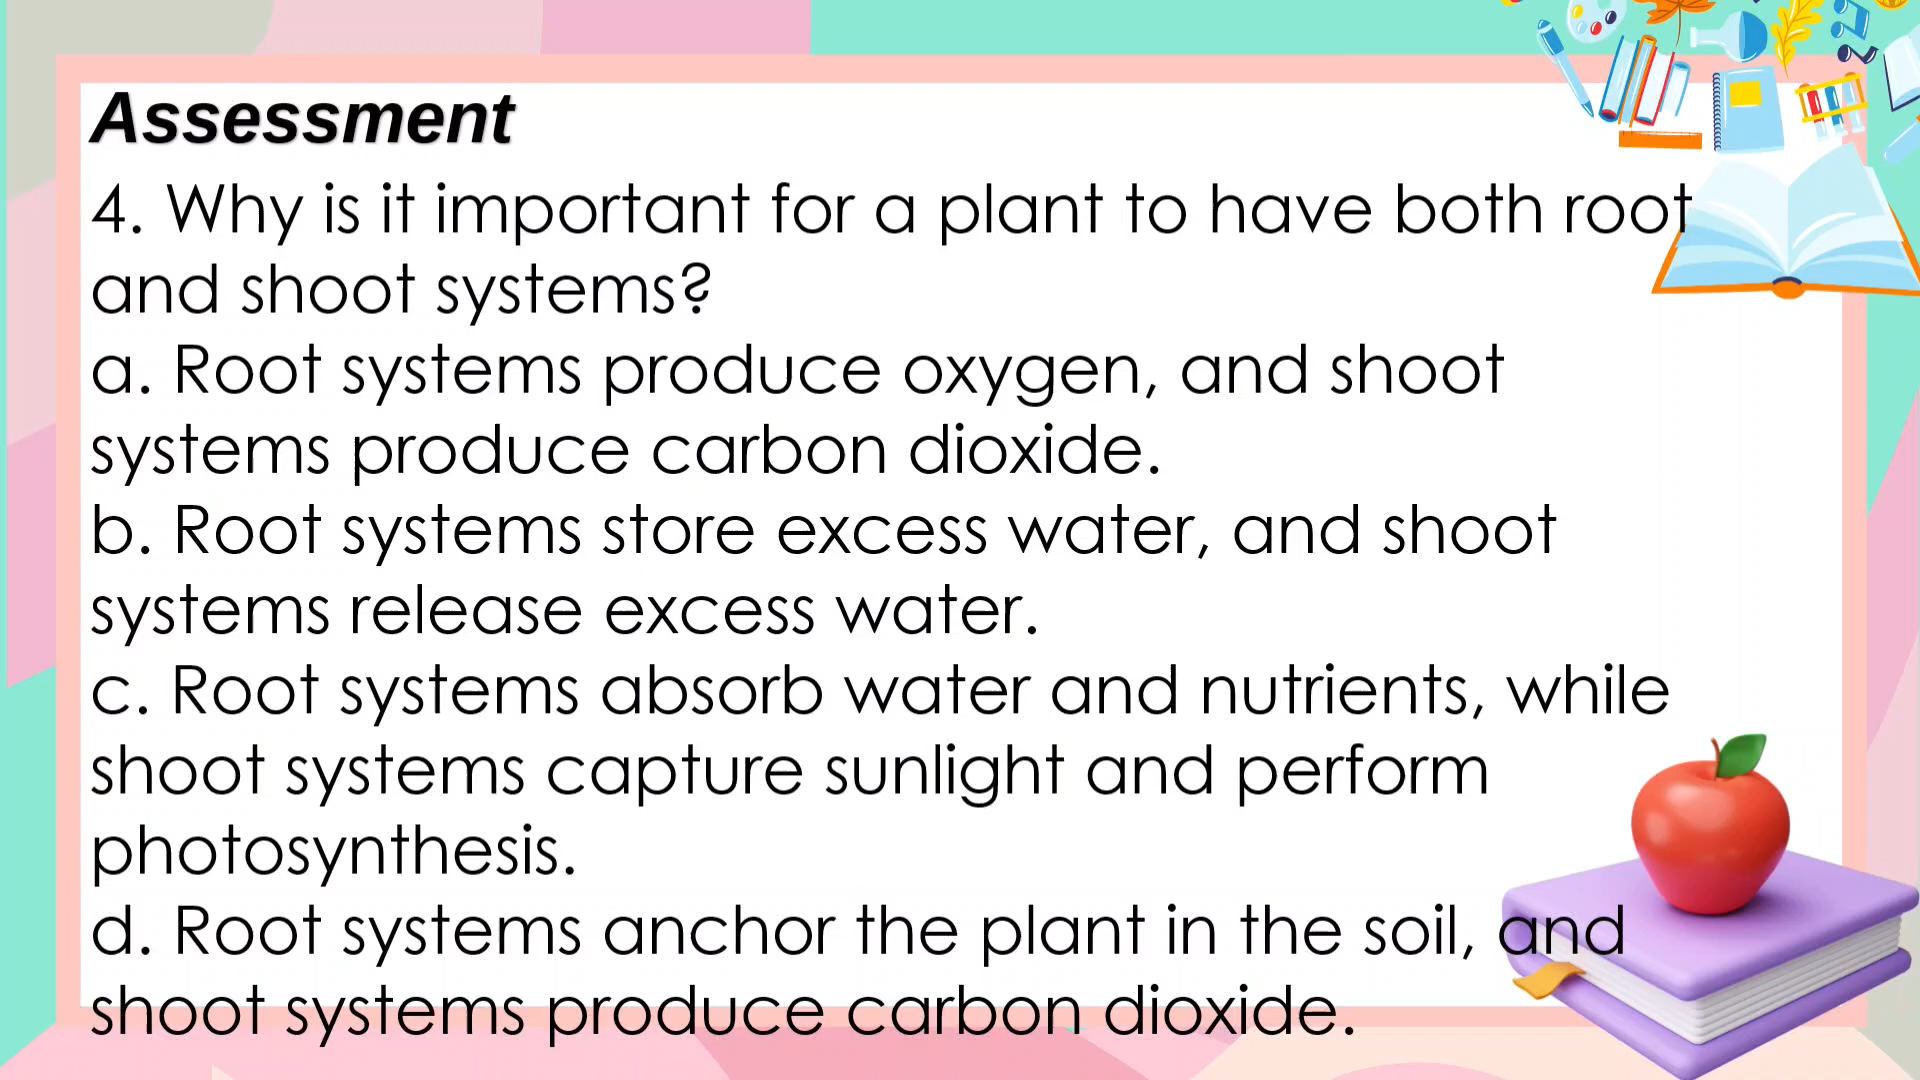 Assessment
4. Why is it important for a plant to have both root
and shoot systems?
a. Root systems produce oxygen, and shoot
systems produce carbon dioxide.
b. Root systems store excess water, and shoot
systems release excess water.
c. Root systems absorb water and nutrients, while
shoot systems capture sunlight and perform
photosynthesis.
d. Root systems anchor the plant in the soil, and
shoot systems produce carbon dioxide.